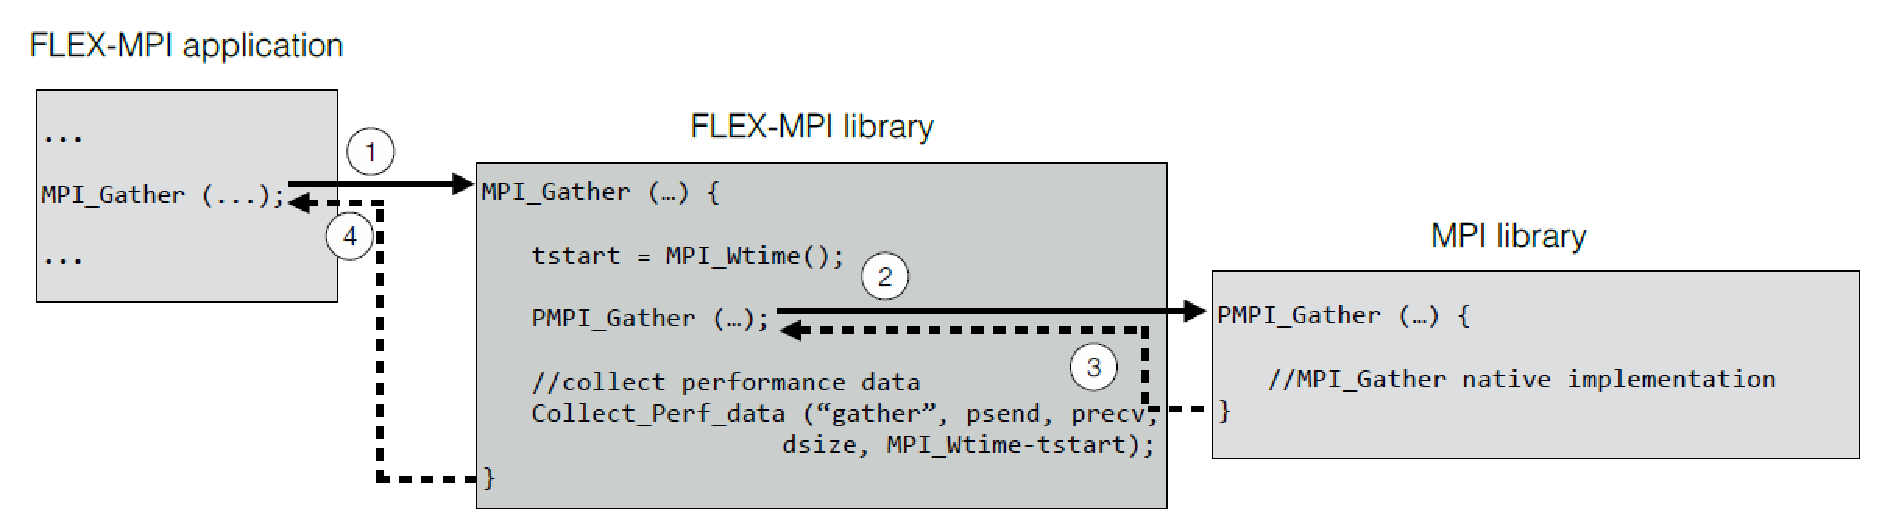 FLEX-MPI application
...
MPI_Gather (...);
...
1
4
FLEX-MPI library
MPI_Gather (…) {
tstart = MPI_Wtime();
2
PMPI_Gather (…);
3
//collect performance data
Collect_Perf_data (“gather”, psend, precv,
dsize, MPI_Wtime-tstart);
}
MPI library
PMPI_Gather (…) {
//MPI_Gather native implementation
}